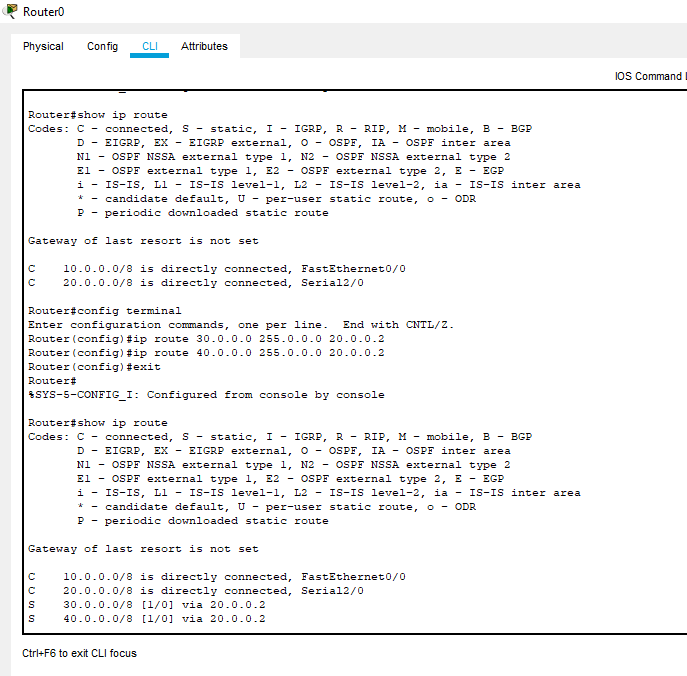 Router0
Physical Config CLI Attributes
IOS Command
Router#show ip route
Codes: C - connected, S - static, I - IGRP, R - RIP, M - mobile, B - BGP
       D - EIGRP, EX - EIGRP external, O - OSPF, IA - OSPF inter area
       N1 - OSPF NSSA external type 1, N2 - OSPF NSSA external type 2
       E1 - OSPF external type 1, E2 - OSPF external type 2, E - EGP
       i - IS-IS, L1 - IS-IS level-1, L2 - IS-IS level-2, ia - IS-IS inter area
       * - candidate default, U - per-user static route, o - ODR
       P - periodic downloaded static route
Gateway of last resort is not set
C    10.0.0.0/8 is directly connected, FastEthernet0/0
C    20.0.0.0/8 is directly connected, Serial2/0
Router#config terminal
Enter configuration commands, one per line.  End with CNTL/Z.
Router(config)#ip route 30.0.0.0 255.0.0.0 20.0.0.2
Router(config)#ip route 40.0.0.0 255.0.0.0 20.0.0.2
Router(config)#exit
Router#
%SYS-5-CONFIG_I: Configured from console by console
Router#show ip route
Codes: C - connected, S - static, I - IGRP, R - RIP, M - mobile, B - BGP
       D - EIGRP, EX - EIGRP external, O - OSPF, IA - OSPF inter area
       N1 - OSPF NSSA external type 1, N2 - OSPF NSSA external type 2
       E1 - OSPF external type 1, E2 - OSPF external type 2, E - EGP
       i - IS-IS, L1 - IS-IS level-1, L2 - IS-IS level-2, ia - IS-IS inter area
       * - candidate default, U - per-user static route, o - ODR
       P - periodic downloaded static route
Gateway of last resort is not set
C    10.0.0.0/8 is directly connected, FastEthernet0/0
C    20.0.0.0/8 is directly connected, Serial2/0
S    30.0.0.0/8 [1/0] via 20.0.0.2
S    40.0.0.0/8 [1/0] via 20.0.0.2
Ctrl+F6 to exit CLI focus